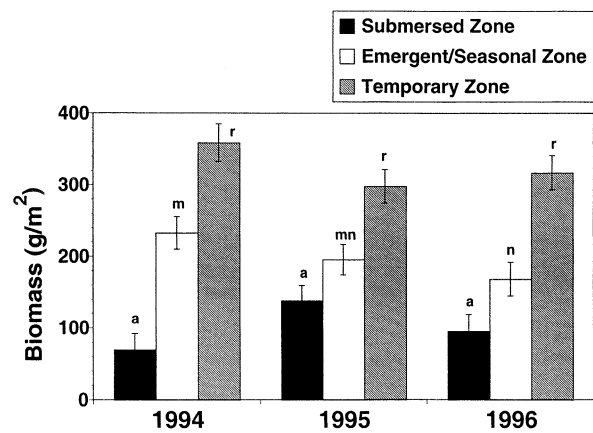 Submersed Zone
Emergent/Seasonal Zone
Temporary Zone
Biomass (g/m²)
400
300
200
100
0
a
m
r
a
mn
r
a
n
r
1994
1995
1996